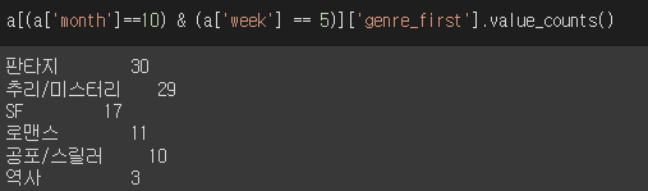 a[(a['month']==10) & (a['week'] == 5)]['genre_first'].value_counts()
판타지 30
추리/미스터리 29
SF 17
로맨스 11
공포/스릴러 10
역사 3